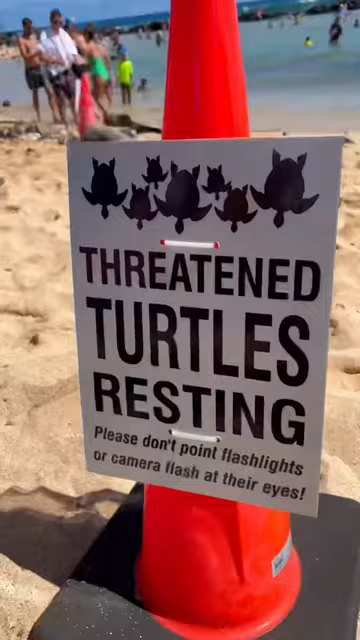 THREATENED
TURTLES
RESTING
Please don't point flashlights
or camera flash at their eyes!